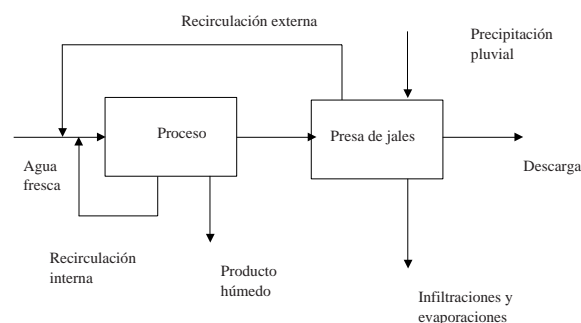 Recirculación externa
Precipitación
pluvial
Proceso
Presa de jales
Agua
fresca
Descarga
Recirculación
interna
Producto
húmedo
Infiltraciones y
evaporaciones